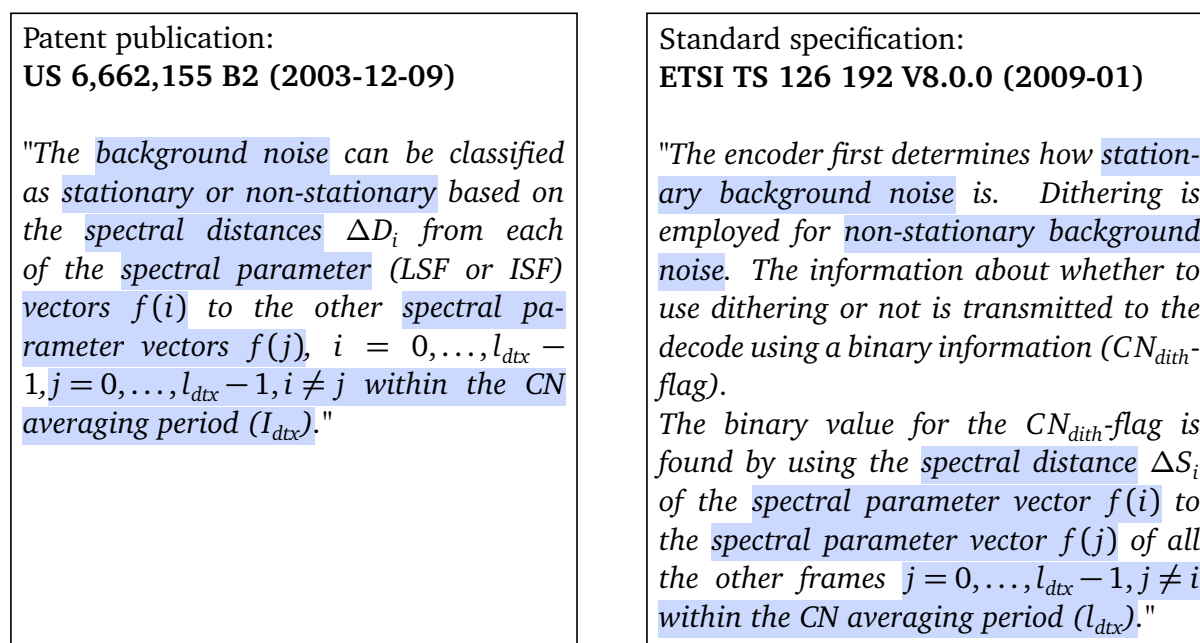 Patent publication:
US 6,662,155 B2 (2003-12-09)
"The background noise can be classified
as stationary or non-stationary based on
the spectral distances ΔD_i from each
of the spectral parameter (LSF or ISF)
vectors f(i) to the other spectral pa-
rameter vectors f(j), i = 0,...,l_dtx −
1,j = 0,...,l_dtx − 1,i ≠ j within the CN
averaging period (I_dtx)."
Standard specification:
ETSI TS 126 192 V8.0.0 (2009-01)
"The encoder first determines how station-
ary background noise is. Dithering is
employed for non-stationary background
noise. The information about whether to
use dithering or not is transmitted to the
decode using a binary information (CN_dith-
flag).
The binary value for the CN_dith-flag is
found by using the spectral distance ΔS_i
of the spectral parameter vector f(i) to
the spectral parameter vector f(j) of all
the other frames j = 0,...,l_dtx − 1, j ≠ i
within the CN averaging period (l_dtx)."